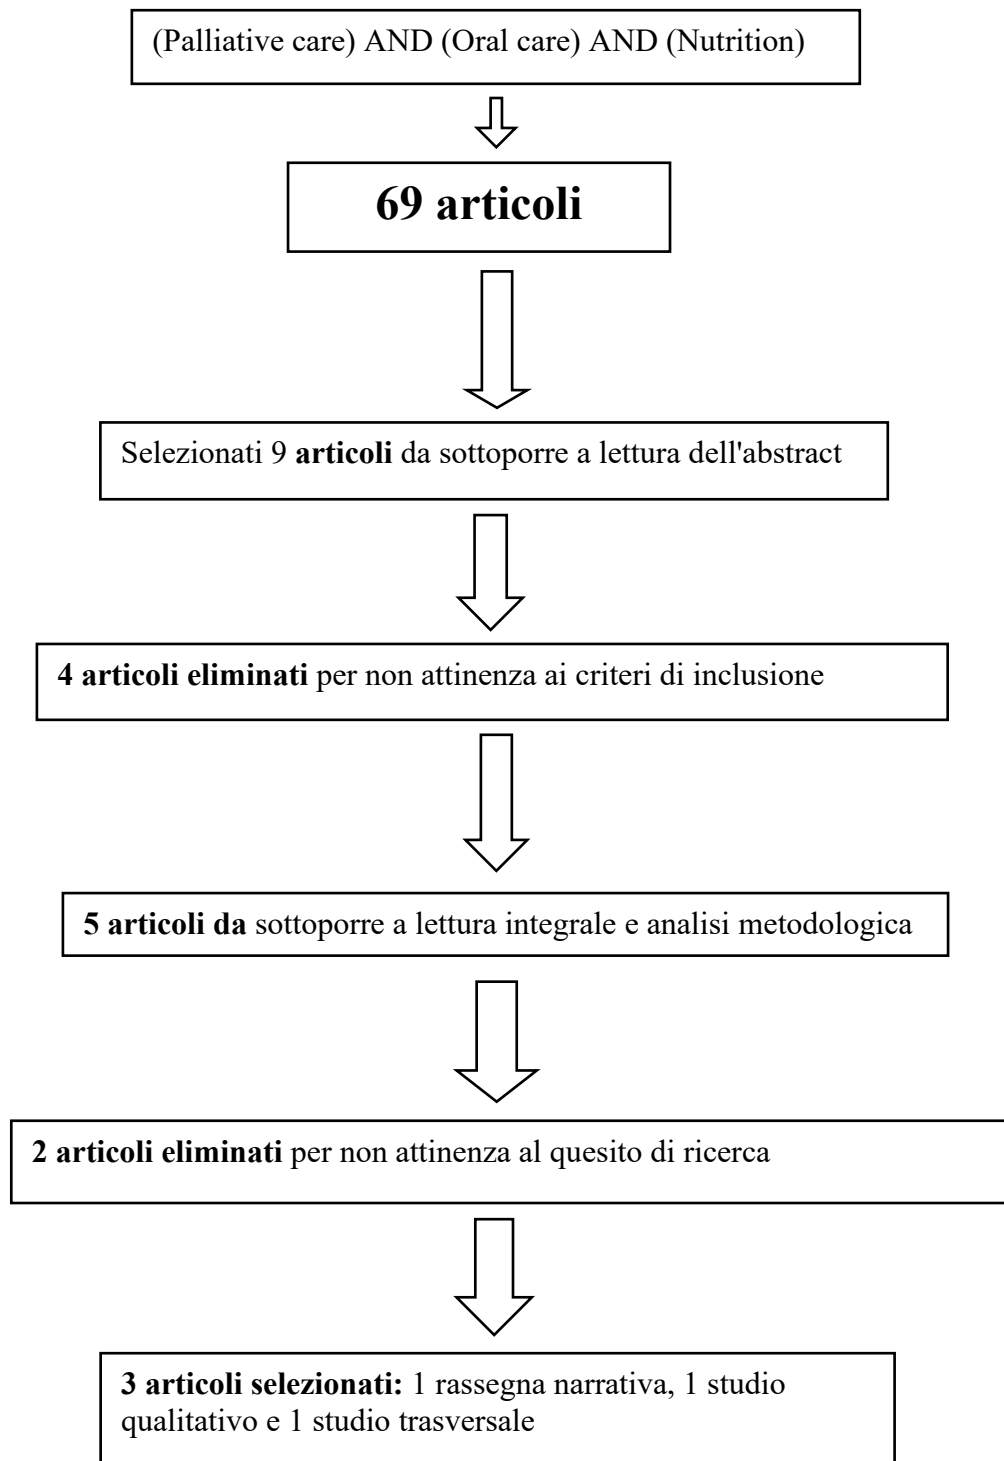 (Palliative care) AND (Oral care) AND (Nutrition)
69 articoli
Selezionati 9 articoli da sottoporre a lettura dell'abstract
4 articoli eliminati per non attinenza ai criteri di inclusione
5 articoli da sottoporre a lettura integrale e analisi metodologica
2 articoli eliminati per non attinenza al quesito di ricerca
3 articoli selezionati: 1 rassegna narrativa, 1 studio
qualitativo e 1 studio trasversale